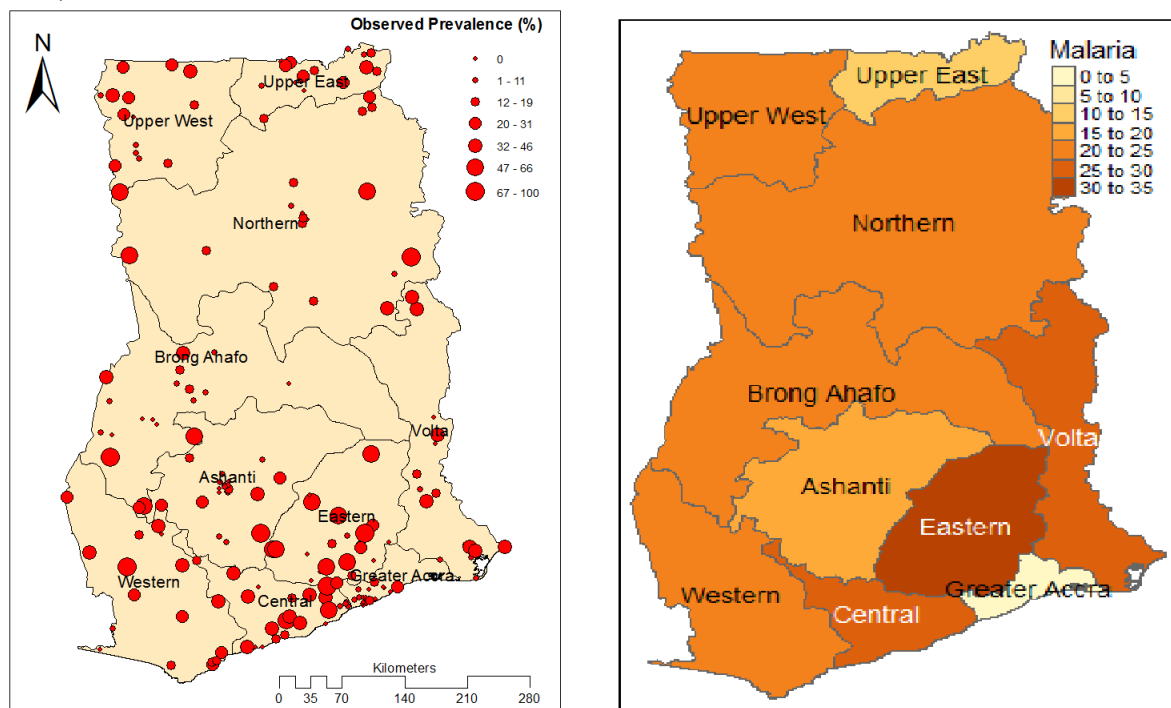 Observed Prevalence (%)
0
1 - 11
12 - 19
20 - 31
32 - 46
47 - 66
67 - 100
N
Upper East
Upper West
Northern
Brong Ahafo
Volta
Ashanti
Eastern
Western
Greater Accra
Central
Kilometers
0 35 70 140 210 280
Malaria
0 to 5
5 to 10
10 to 15
15 to 20
20 to 25
25 to 30
30 to 35
Upper East
Upper West
Northern
Brong Ahafo
Volta
Ashanti
Eastern
Greater Accra
Western
Central